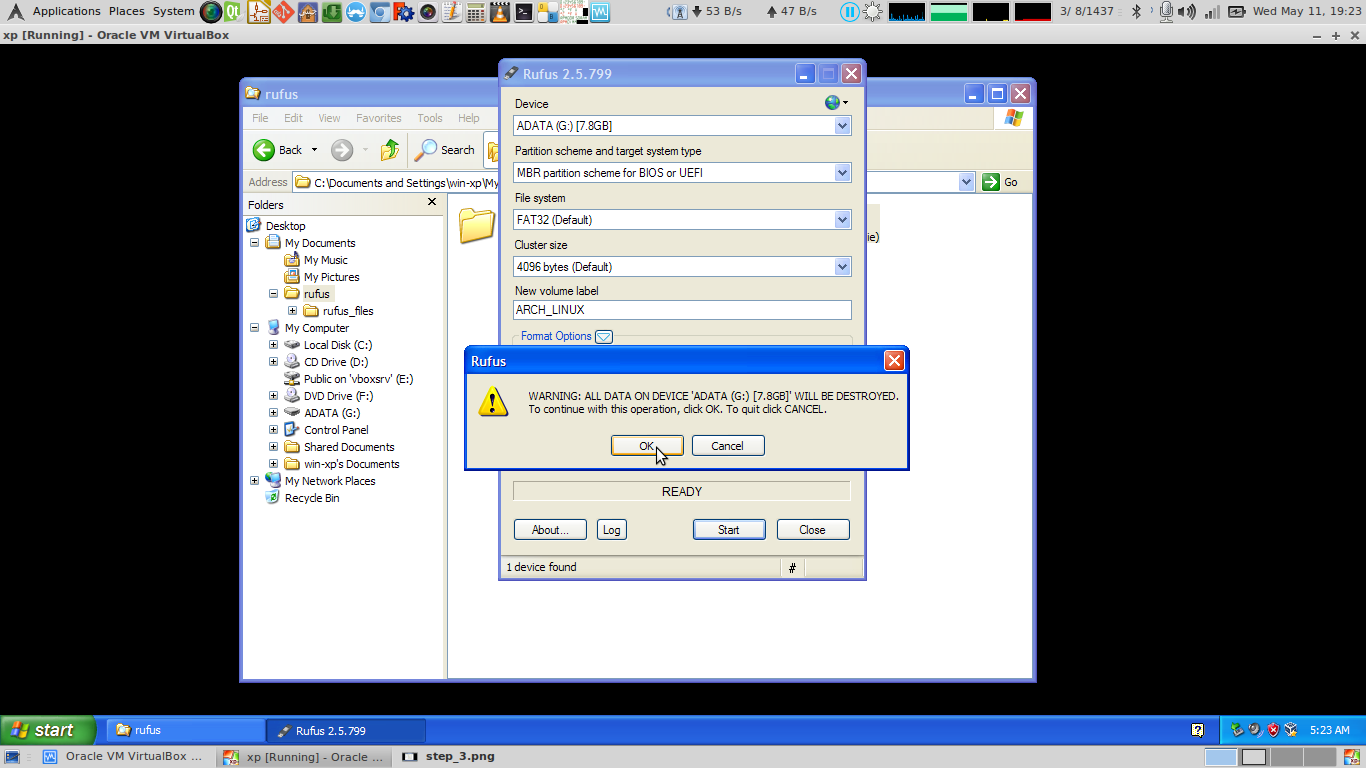 Applications Places System
53 B/s 47 B/s 3/ 8/1437 Wed May 11, 19:23
xp [Running] - Oracle VM VirtualBox
rufus
File Edit View Favorites Tools Help
Back Search
Address C:\Documents and Settings\win-xp\My Go
Folders
Desktop
My Documents
My Music
My Pictures
rufus
rufus_files
My Computer
Local Disk (C:)
CD Drive (D:)
Public on 'vboxsrv' (E:)
DVD Drive (F:)
ADATA (G:)
Control Panel
Shared Documents
win-xp's Documents
My Network Places
Recycle Bin
ie)
Rufus 2.5.799
Device
ADATA (G:) [7.8GB]
Partition scheme and target system type
MBR partition scheme for BIOS or UEFI
File system
FAT32 (Default)
Cluster size
4096 bytes (Default)
New volume label
ARCH_LINUX
Format Options
Rufus
WARNING: ALL DATA ON DEVICE 'ADATA (G:) [7.8GB]' WILL BE DESTROYED.
To continue with this operation, click OK. To quit click CANCEL.
OK Cancel
READY
About... Log Start Close
1 device found #
start rufus Rufus 2.5.799 5:23 AM
Oracle VM VirtualBox ... xp [Running] - Oracle ... step_3.png